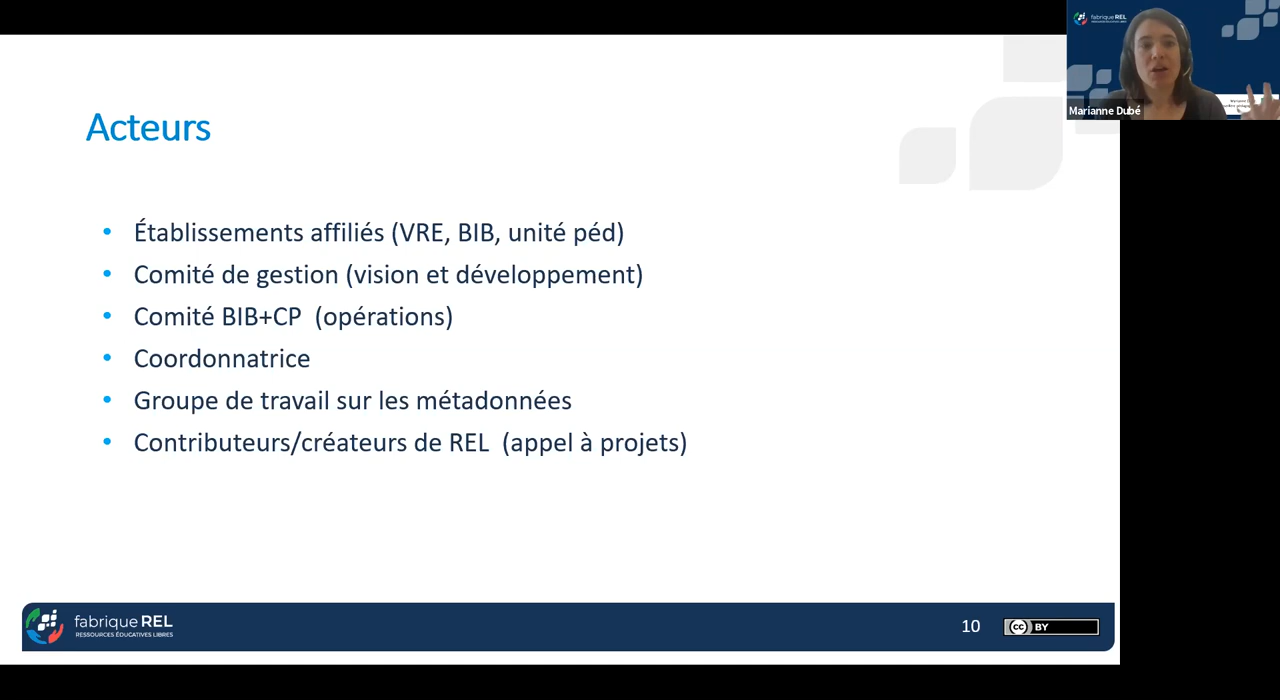 fabrique REL
Marianne Dubé
Acteurs
• Établissements affiliés (VRE, BIB, unité péd)
• Comité de gestion (vision et développement)
• Comité BIB+CP (opérations)
• Coordonnatrice
• Groupe de travail sur les métadonnées
• Contributeurs/créateurs de REL (appel à projets)
fabrique REL
RESSOURCES ÉDUCATIVES LIBRES
10
cc BY